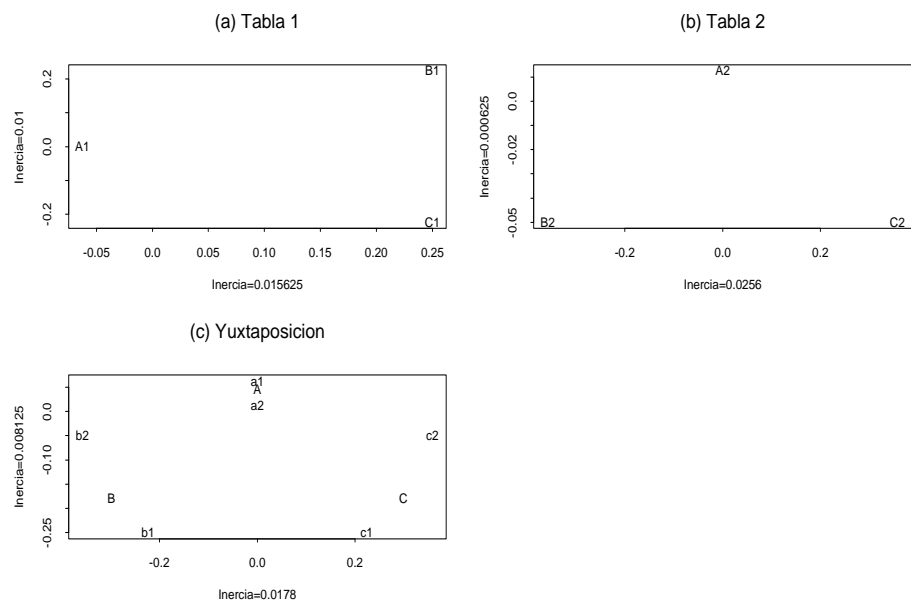 (a) Tabla 1
Inercia=0.01
0.2
0.0
-0.2
B1
A1
C1
-0.05 0.0 0.05 0.10 0.15 0.20 0.25
Inercia=0.015625
(b) Tabla 2
Inercia=0.000625
0.0
-0.02
-0.05
A2
B2 C2
-0.2 0.0 0.2
Inercia=0.0256
(c) Yuxtaposicion
Inercia=0.008125
0.0
-0.10
-0.25
a1
A
a2
b2 c2
B C
b1 c1
-0.2 0.0 0.2
Inercia=0.0178